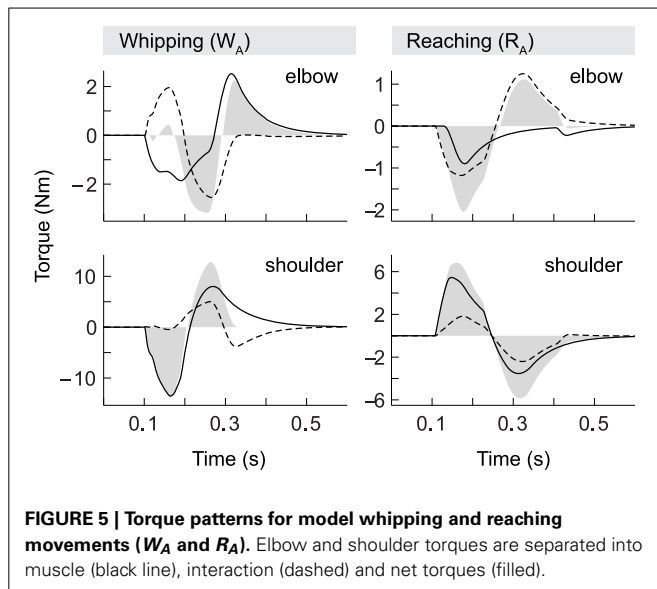 Whipping (W_A)
Reaching (R_A)
elbow
elbow
2
0
−2
1
0
−1
−2
Torque (Nm)
shoulder
shoulder
10
0
−10
6
2
−2
−6
0.1 0.3 0.5
0.1 0.3 0.5
Time (s)
Time (s)
FIGURE 5 | Torque patterns for model whipping and reaching
movements (W_A and R_A). Elbow and shoulder torques are separated into
muscle (black line), interaction (dashed) and net torques (filled).